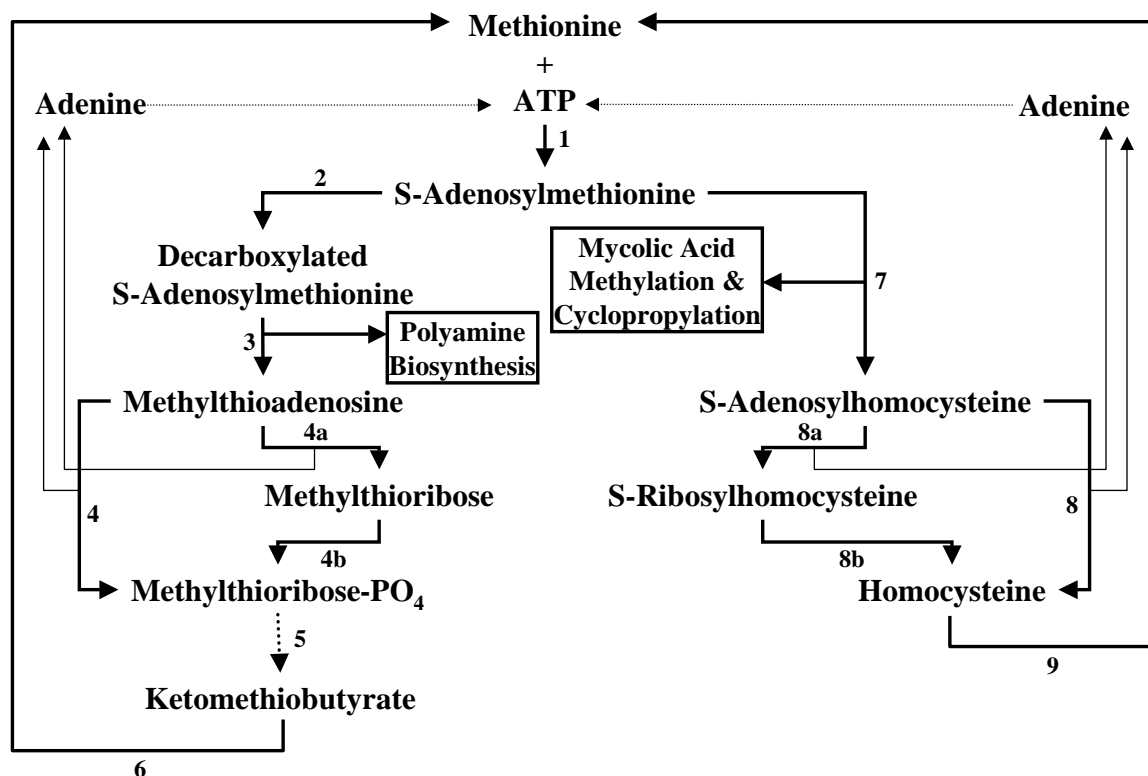 Methionine
+
Adenine
ATP
Adenine
1
2
S-Adenosylmethionine
Decarboxylated
S-Adenosylmethionine
Mycolic Acid
Methylation &
Cyclopropylation
7
3
Polyamine
Biosynthesis
Methylthioadenosine
S-Adenosylhomocysteine
4a
8a
Methylthioribose
S-Ribosylhomocysteine
4
8
4b
8b
Methylthioribose-PO4
Homocysteine
5
9
Ketomethiobutyrate
6